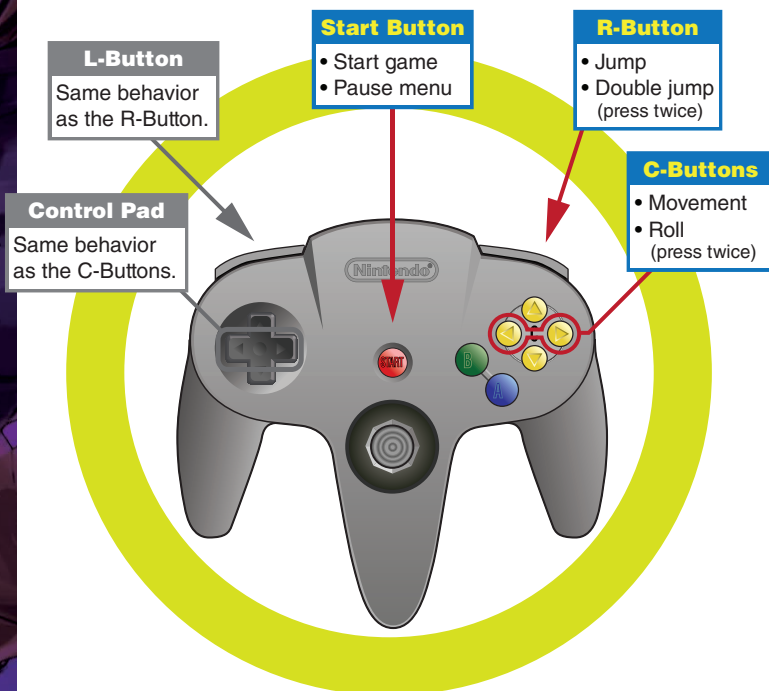 Start Button
• Start game
• Pause menu
R-Button
• Jump
• Double jump
(press twice)
L-Button
Same behavior
as the R-Button.
C-Buttons
• Movement
• Roll
(press twice)
Control Pad
Same behavior
as the C-Buttons.
Nintendo®
START
B
A